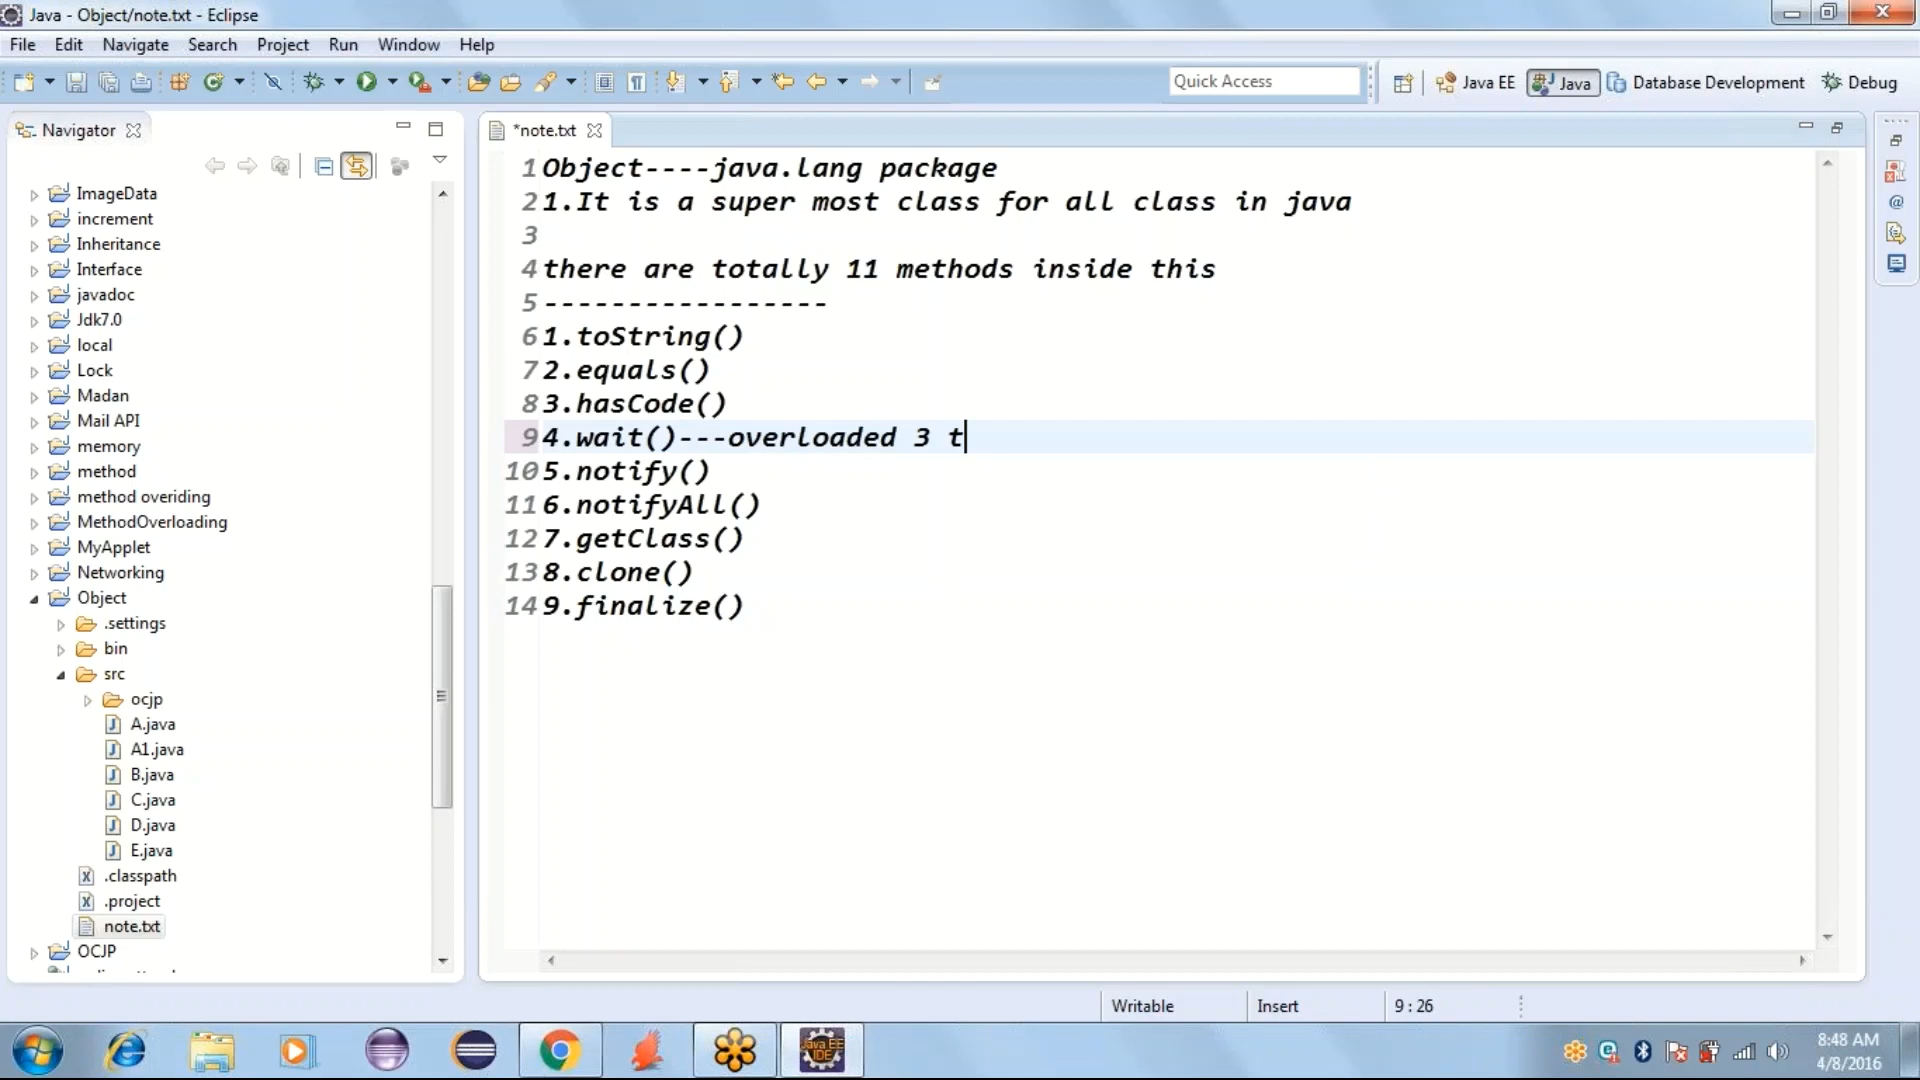 Java - Object/note.txt - Eclipse
File Edit Navigate Search Project Run Window Help
Quick Access
Java EE Java Database Development Debug
Navigator
*note.txt
ImageData
increment
Inheritance
Interface
javadoc
Jdk7.0
local
Lock
Madan
Mail API
memory
method
method overiding
MethodOverloading
MyApplet
Networking
Object
.settings
bin
src
ocjp
A.java
A1.java
B.java
C.java
D.java
E.java
.classpath
.project
note.txt
OCJP
1 Object----java.lang package
2 1.It is a super most class for all class in java
3
4 there are totally 11 methods inside this
5 -----------------
6 1.toString()
7 2.equals()
8 3.hasCode()
9 4.wait()---overloaded 3 t
10 5.notify()
11 6.notifyAll()
12 7.getClass()
13 8.clone()
14 9.finalize()
Writable Insert 9 : 26
Java EE
IDE
8:48 AM
4/8/2016